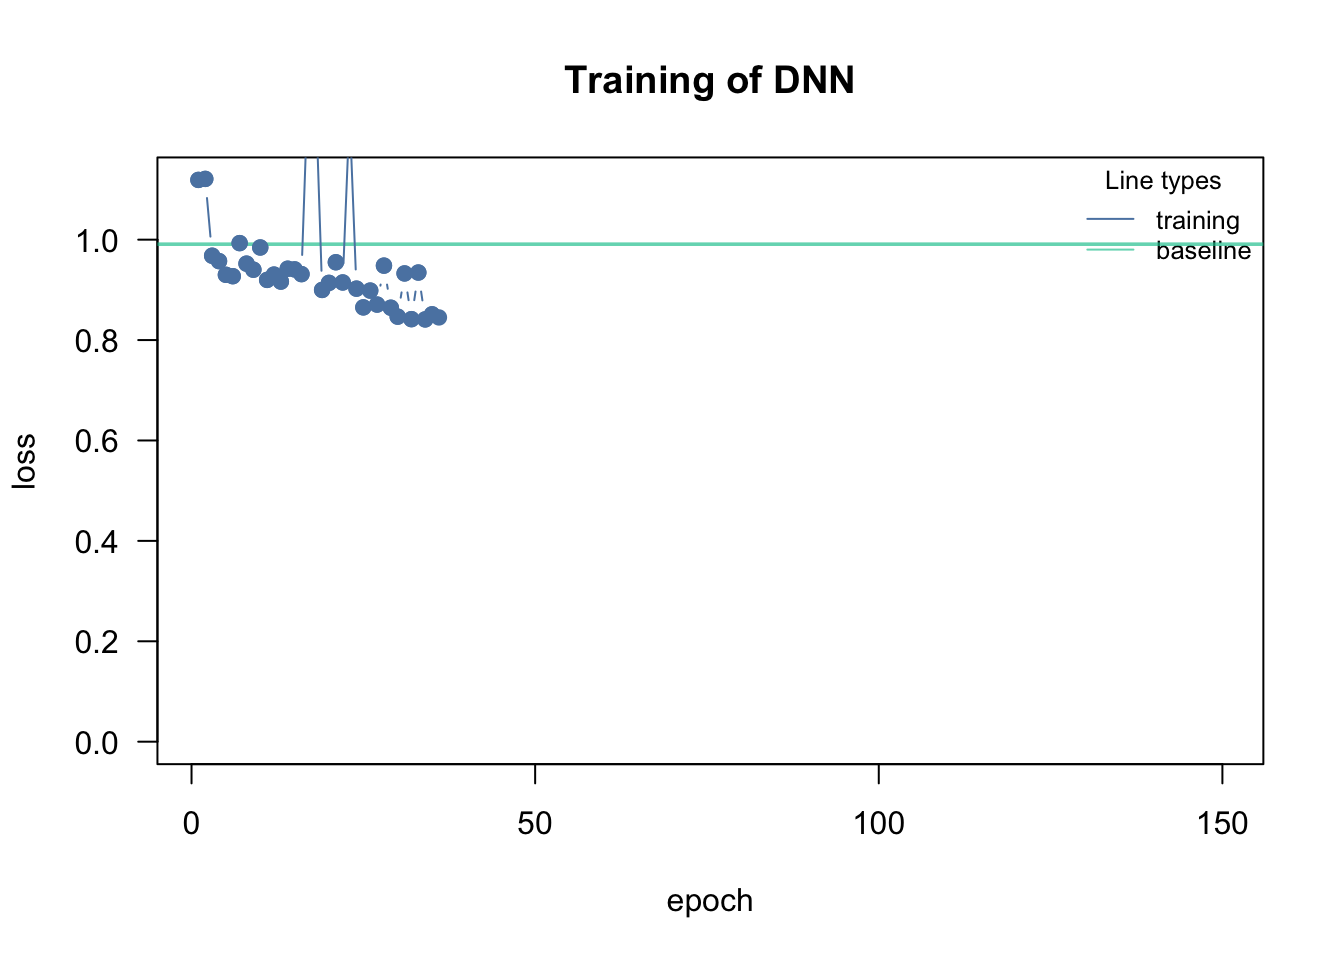 Training of DNN
Line types
training
baseline
1.0
0.8
0.6
0.4
0.2
0.0
loss
0 50 100 150
epoch